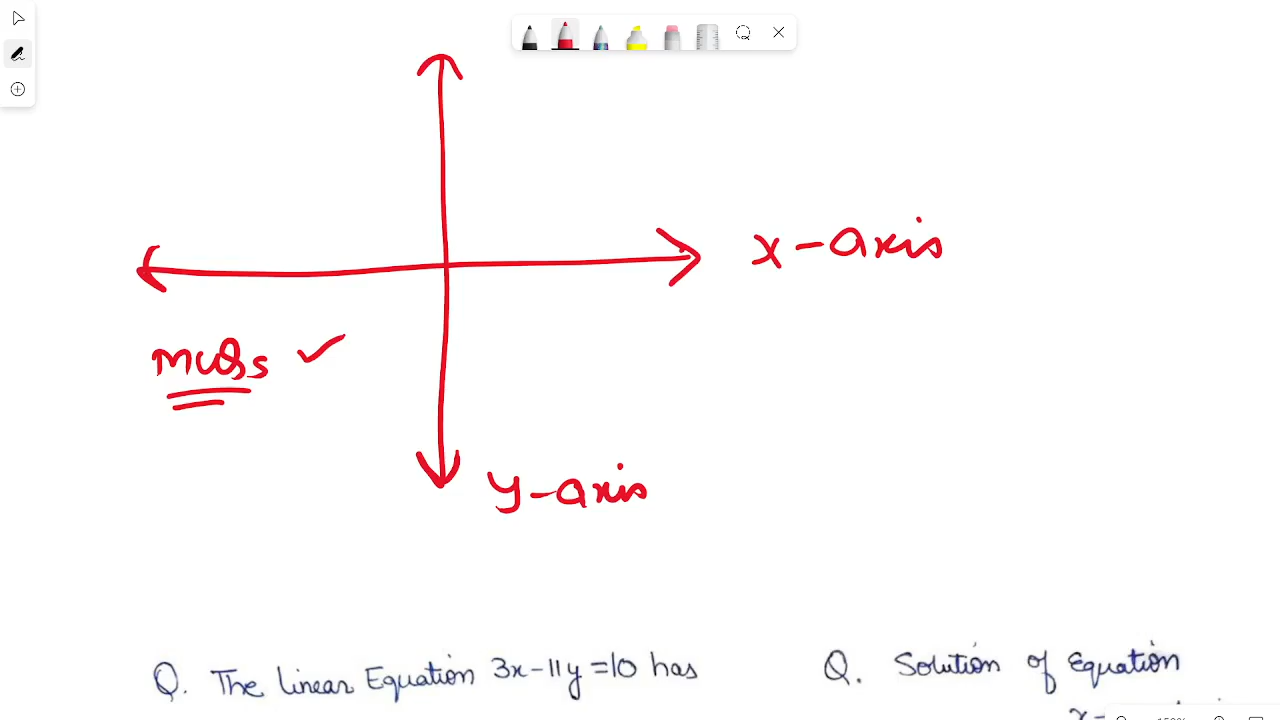 x-axis
MCQs
y-axis
Q. The linear Equation 3x-11y=10 has
Q. Solution of Equation